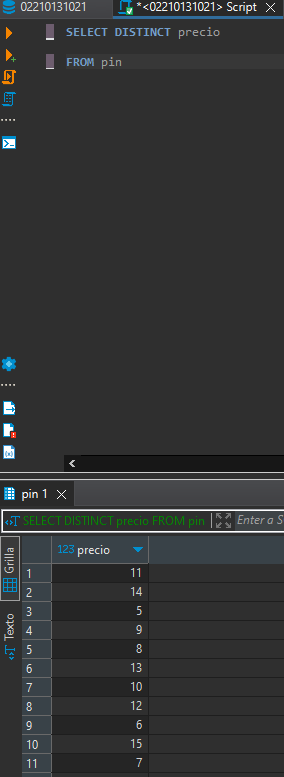 02210131021
*<02210131021> Script
SELECT DISTINCT precio
FROM pin
pin 1
SELECT DISTINCT precio FROM pin
Enter a S
Grilla
Texto
123 precio
1 11
2 14
3 5
4 9
5 8
6 13
7 10
8 12
9 6
10 15
11 7